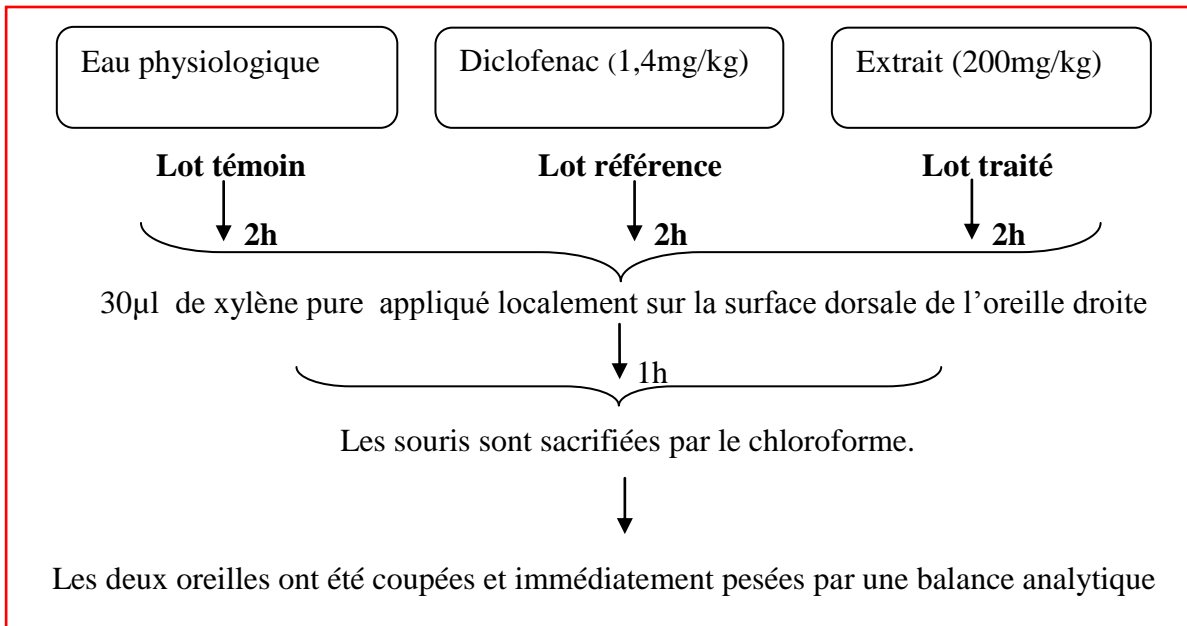 Eau physiologique
Diclofenac (1,4mg/kg)
Extrait (200mg/kg)
Lot témoin
Lot référence
Lot traité
2h
2h
2h
30µl de xylène pure appliqué localement sur la surface dorsale de l’oreille droite
1h
Les souris sont sacrifiées par le chloroforme.
Les deux oreilles ont été coupées et immédiatement pesées par une balance analytique